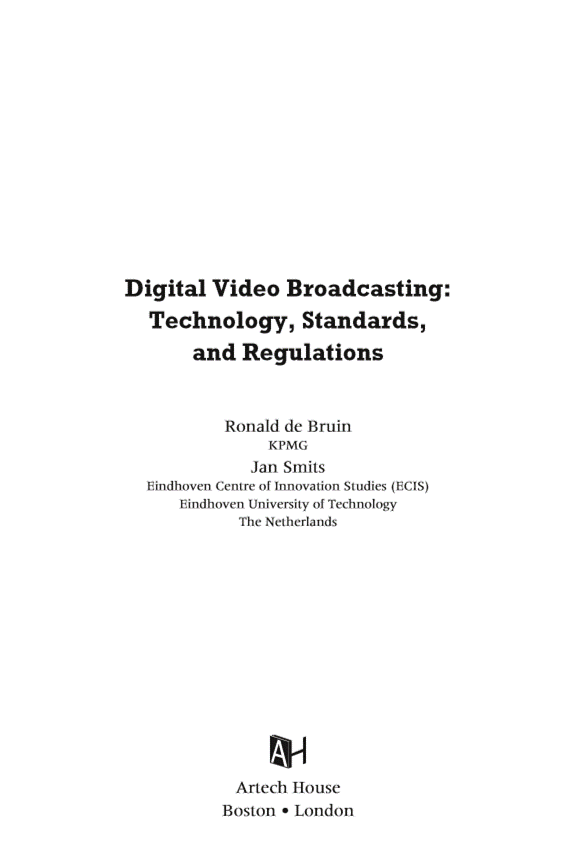 Digital Video Broadcasting:
Technology, Standards,
and Regulations
Ronald de Bruin
KPMG
Jan Smits
Eindhoven Centre of Innovation Studies (ECIS)
Eindhoven University of Technology
The Netherlands
AH
Artech House
Boston • London